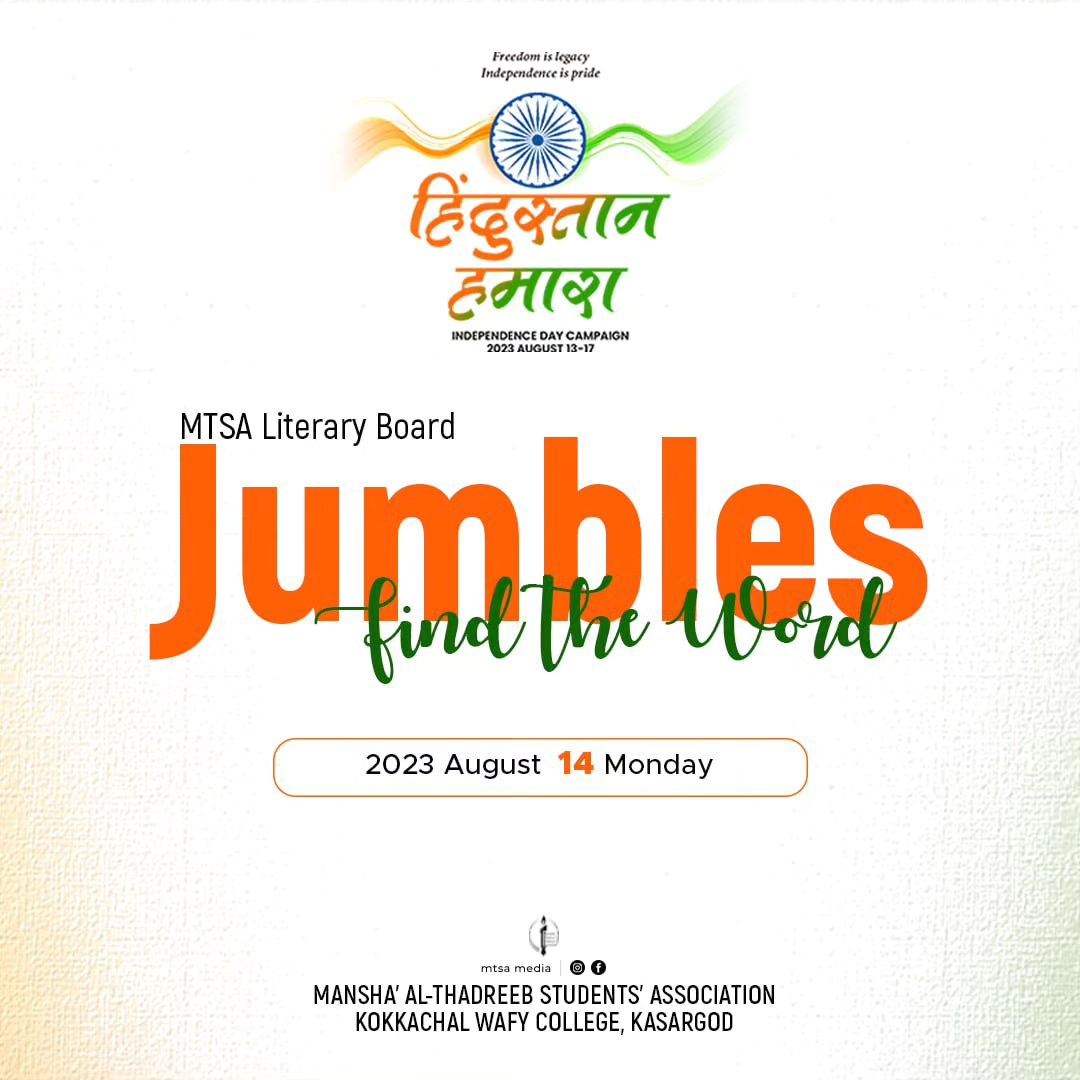 Freedom is legacy
Independence is pride
हिंदुस्तान
हमारा
INDEPENDENCE DAY CAMPAIGN
2023 AUGUST 13-17
MTSA Literary Board
Jumbles
find the Word
2023 August 14 Monday
mtsa media
MANSHA' AL-THADREEB STUDENTS' ASSOCIATION
KOKKACHAL WAFY COLLEGE, KASARGOD